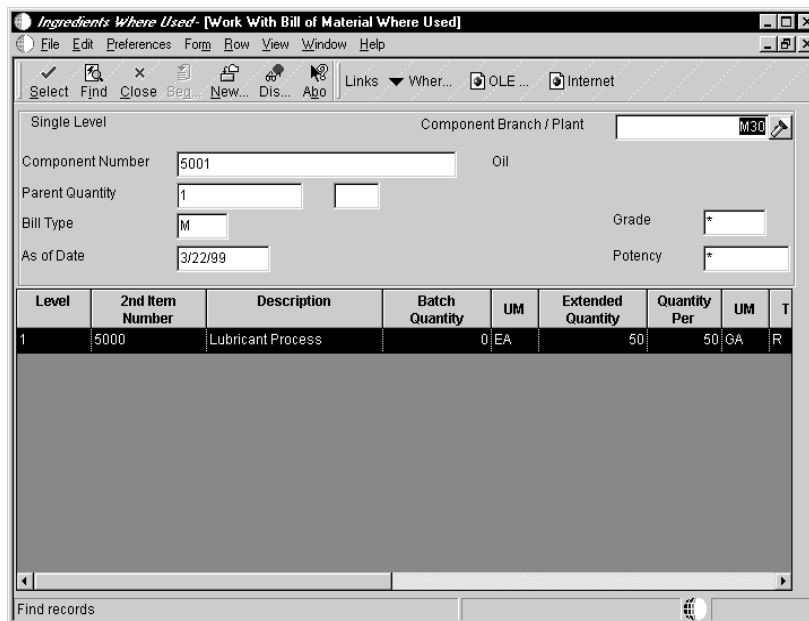 Ingredients Where Used - [Work With Bill of Material Where Used]
File Edit Preferences Form Row View Window Help
Select Find Close Seq... New... Dis... Abo Links Wher... OLE ... Internet
Single Level Component Branch / Plant M30
Component Number 5001 Oil
Parent Quantity 1
Bill Type M Grade *
As of Date 3/22/99 Potency *
Level 2nd Item Number Description Batch Quantity UM Extended Quantity Quantity Per UM T
1 5000 Lubricant Process 0 EA 50 50 GA R
Find records